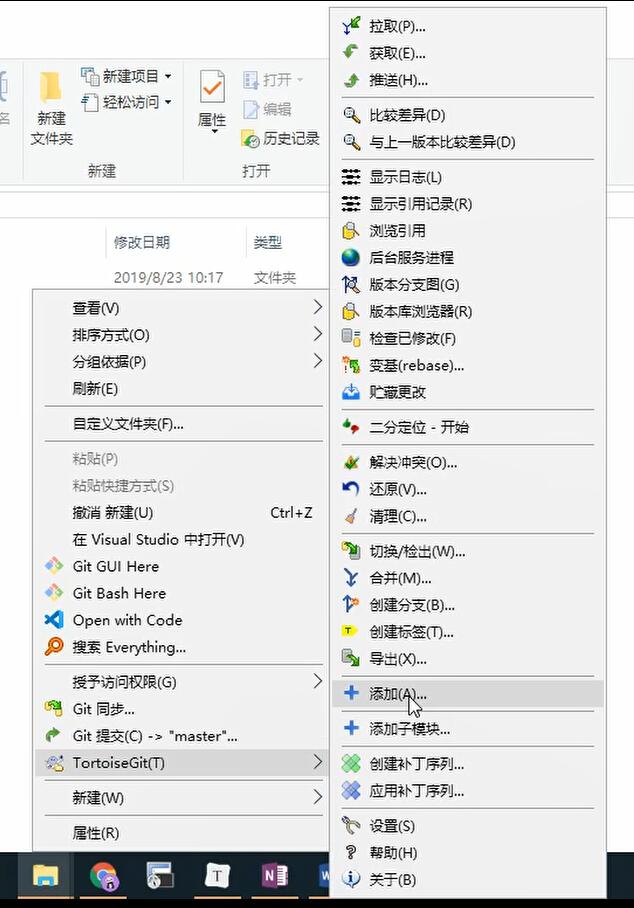 名
新建
文件夹
新建项目
轻松访问
新建
属性
打开
编辑
历史记录
打开
修改日期
类型
2019/8/23 10:17
文件夹
查看(V)
排序方式(O)
分组依据(P)
刷新(E)
自定义文件夹(F)...
粘贴(P)
粘贴快捷方式(S)
撤消 新建(U) Ctrl+Z
在 Visual Studio 中打开(V)
Git GUI Here
Git Bash Here
Open with Code
搜索 Everything...
授予访问权限(G)
Git 同步...
Git 提交(C) -> "master"...
TortoiseGit(T)
新建(W)
属性(R)
拉取(P)...
获取(E)...
推送(H)...
比较差异(D)
与上一版本比较差异(D)
显示日志(L)
显示引用记录(R)
浏览引用
后台服务进程
版本分支图(G)
版本库浏览器(R)
检查已修改(F)
变基(rebase)...
贮藏更改
二分定位 - 开始
解决冲突(O)...
还原(V)...
清理(C)...
切换/检出(W)...
合并(M)...
创建分支(B)...
创建标签(T)...
导出(X)...
添加(A)...
添加子模块...
创建补丁序列...
应用补丁序列...
设置(S)
帮助(H)
关于(B)